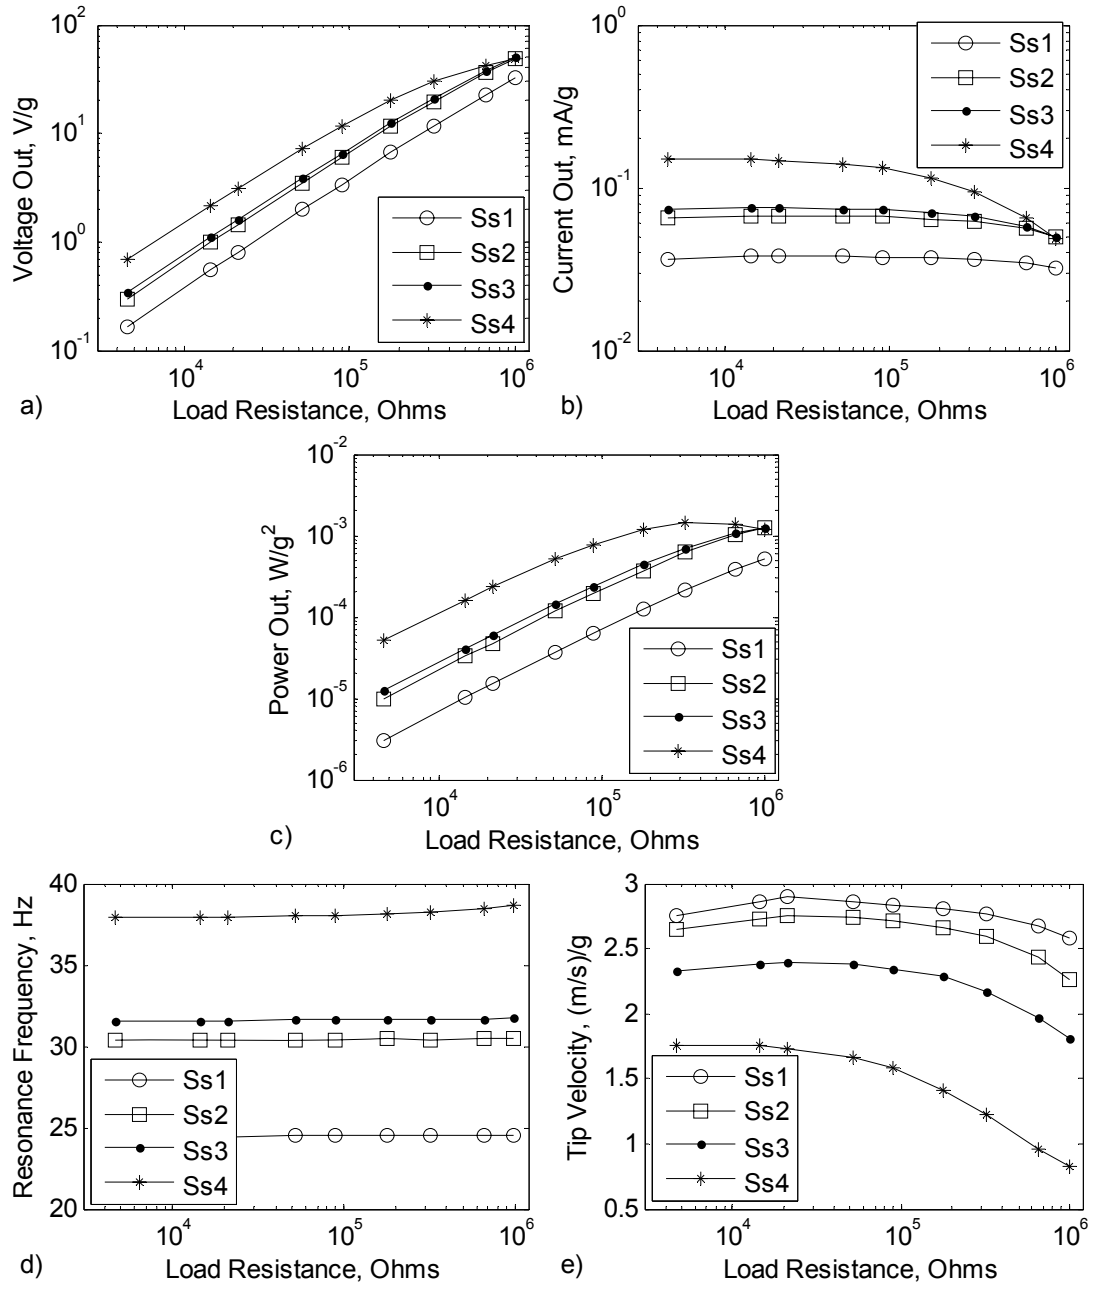 10^2
10^1
10^0
10^-1
Voltage Out, V/g
Ss1
Ss2
Ss3
Ss4
10^4
10^5
10^6
Load Resistance, Ohms
a)
10^0
10^-1
10^-2
Current Out, mA/g
Ss1
Ss2
Ss3
Ss4
10^4
10^5
10^6
Load Resistance, Ohms
b)
10^-2
10^-3
10^-4
10^-5
10^-6
Power Out, W/g^2
Ss1
Ss2
Ss3
Ss4
10^4
10^5
10^6
Load Resistance, Ohms
c)
40
35
30
25
20
Resonance Frequency, Hz
Ss1
Ss2
Ss3
Ss4
10^4
10^5
10^6
Load Resistance, Ohms
d)
3
2.5
2
1.5
1
0.5
Tip Velocity, (m/s)/g
Ss1
Ss2
Ss3
Ss4
10^4
10^5
10^6
Load Resistance, Ohms
e)